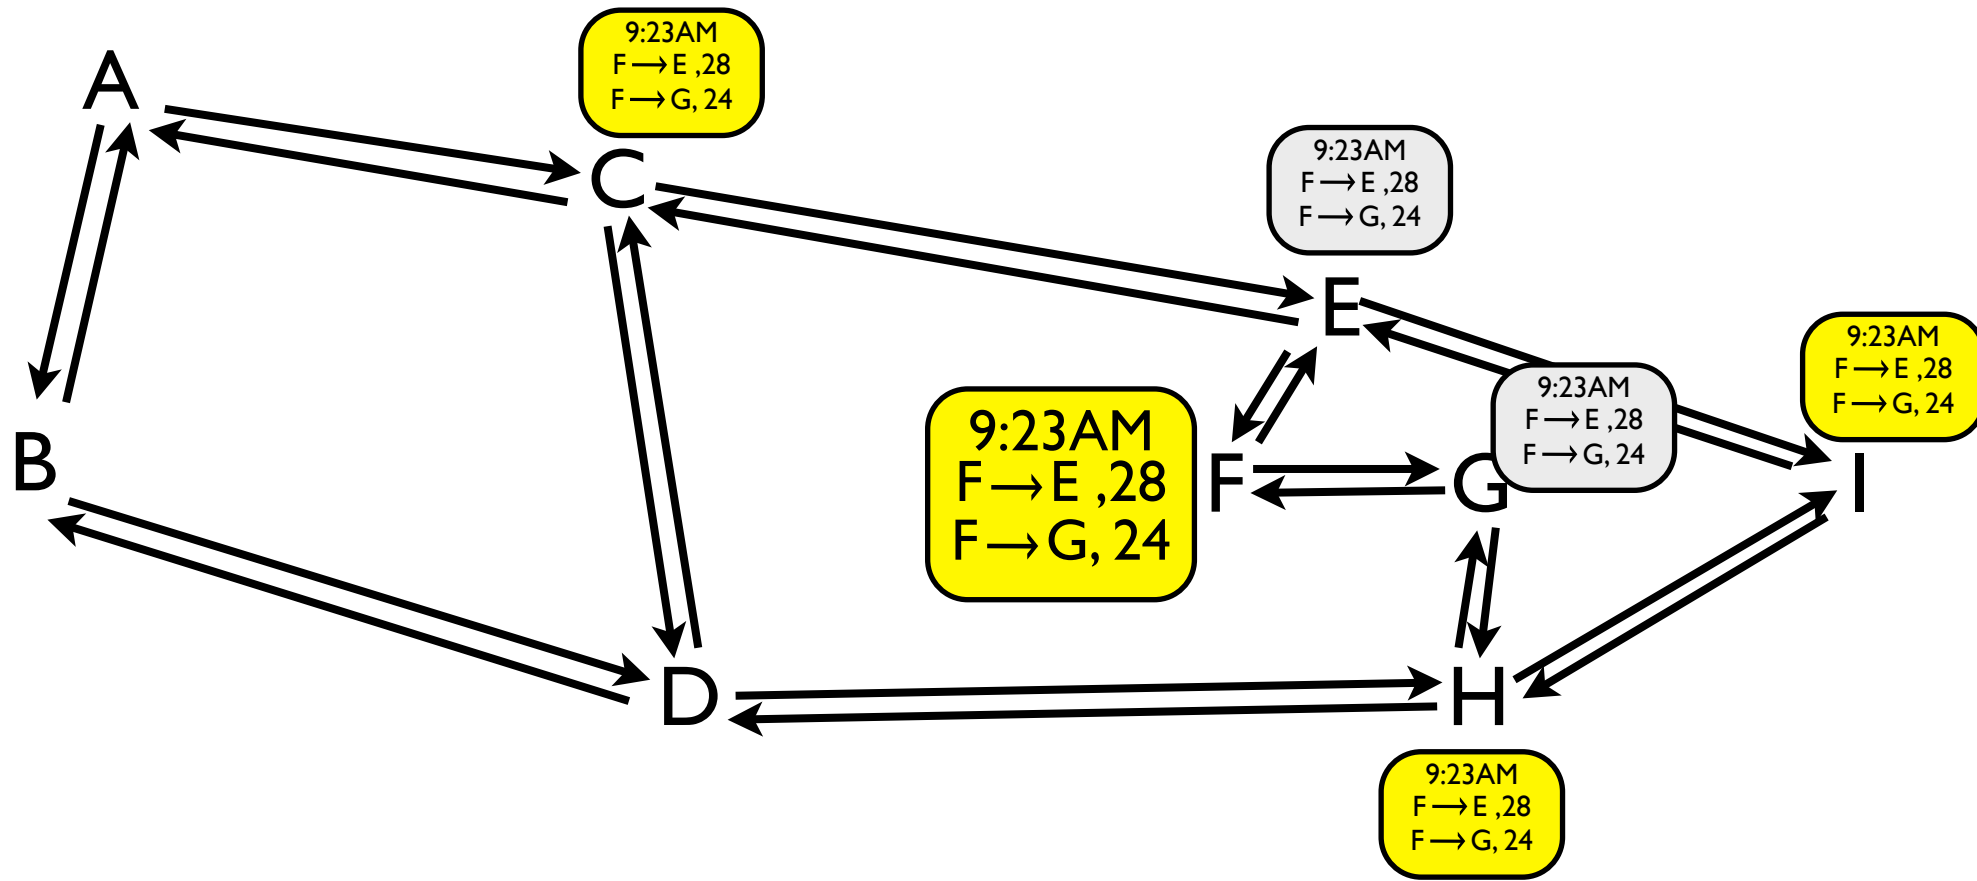 9:23AM
F → E ,28
F → G, 24
A
C
9:23AM
F → E ,28
F → G, 24
E
9:23AM
F → E ,28
F → G, 24
9:23AM
F → E ,28
F → G, 24
9:23AM
F → E ,28
F → G, 24
B
F
G
I
D
H
9:23AM
F → E ,28
F → G, 24